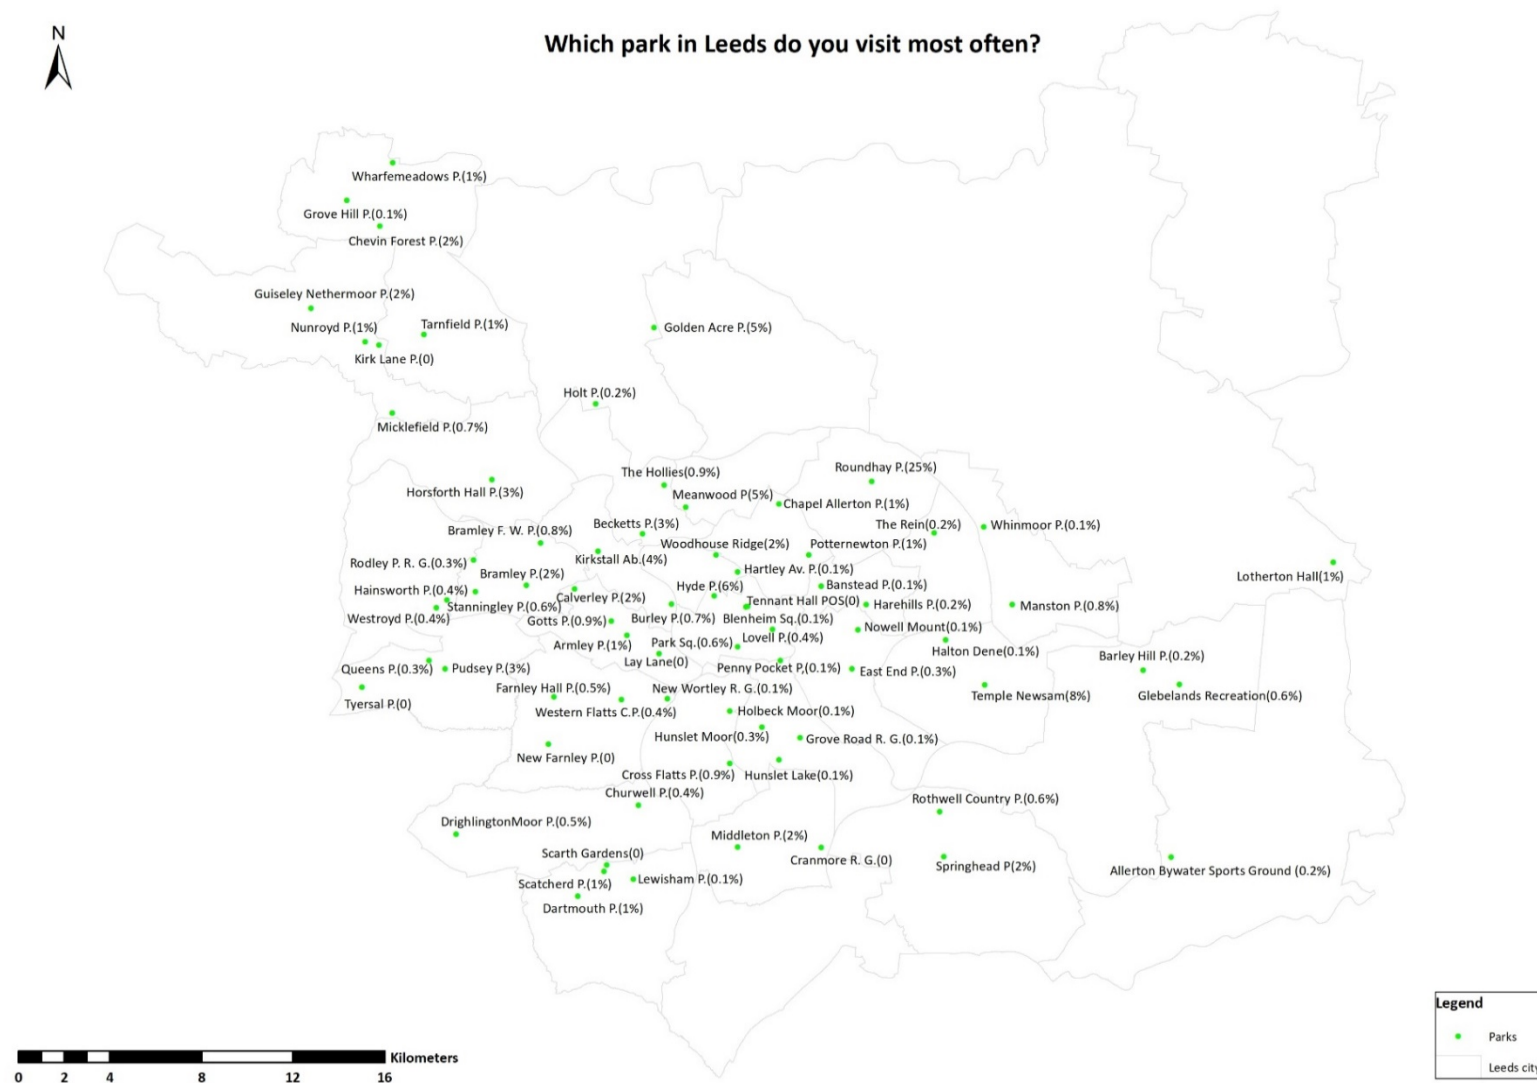 N
Which park in Leeds do you visit most often?
Wharfemeadows P.(1%)
Grove Hill P.(0.1%)
Chevin Forest P.(2%)
Guiseley Nethermoor P.(2%)
Nunroyd P.(1%)
Tarnfield P.(1%)
Kirk Lane P.(0)
Golden Acre P.(5%)
Holt P.(0.2%)
Micklefield P.(0.7%)
Roundhay P.(25%)
The Hollies(0.9%)
Horsforth Hall P.(3%)
Meanwood P(5%)
Chapel Allerton P.(1%)
Becketts P.(3%)
The Rein(0.2%)
Whinmoor P.(0.1%)
Bramley F. W. P.(0.8%)
Woodhouse Ridge(2%)
Potternewton P.(1%)
Rodley P. R. G.(0.3%)
Kirkstall Ab.(4%)
Hartley Av. P.(0.1%)
Lotherton Hall(1%)
Bramley P.(2%)
Hyde P.(6%)
Banstead P.(0.1%)
Hainsworth P.(0.4%)
Calverley P.(2%)
Tennant Hall POS(0)
Harehills P.(0.2%)
Manston P.(0.8%)
Stanningley P.(0.6%)
Westroyd P.(0.4%)
Gotts P.(0.9%)
Burley P.(0.7%)
Blenheim Sq.(0.1%)
Nowell Mount(0.1%)
Armley P.(1%)
Park Sq.(0.6%)
Lovell P.(0.4%)
Halton Dene(0.1%)
Barley Hill P.(0.2%)
Lay Lane(0)
Queens P.(0.3%)
Pudsey P.(3%)
Penny Pocket P,(0.1%)
East End P.(0.3%)
Farnley Hall P.(0.5%)
New Wortley R. G.(0.1%)
Temple Newsam(8%)
Glebelands Recreation(0.6%)
Tyersal P.(0)
Western Flatts C.P.(0.4%)
Holbeck Moor(0.1%)
Hunslet Moor(0.3%)
Grove Road R. G.(0.1%)
New Farnley P.(0)
Cross Flatts P.(0.9%)
Hunslet Lake(0.1%)
Churwell P.(0.4%)
Rothwell Country P.(0.6%)
DrighlingtonMoor P.(0.5%)
Middleton P.(2%)
Scarth Gardens(0)
Cranmore R. G.(0)
Springhead P(2%)
Allerton Bywater Sports Ground (0.2%)
Scatcherd P.(1%)
Lewisham P.(0.1%)
Dartmouth P.(1%)
Legend
Parks
Leeds city
Kilometers
0 2 4 8 12 16